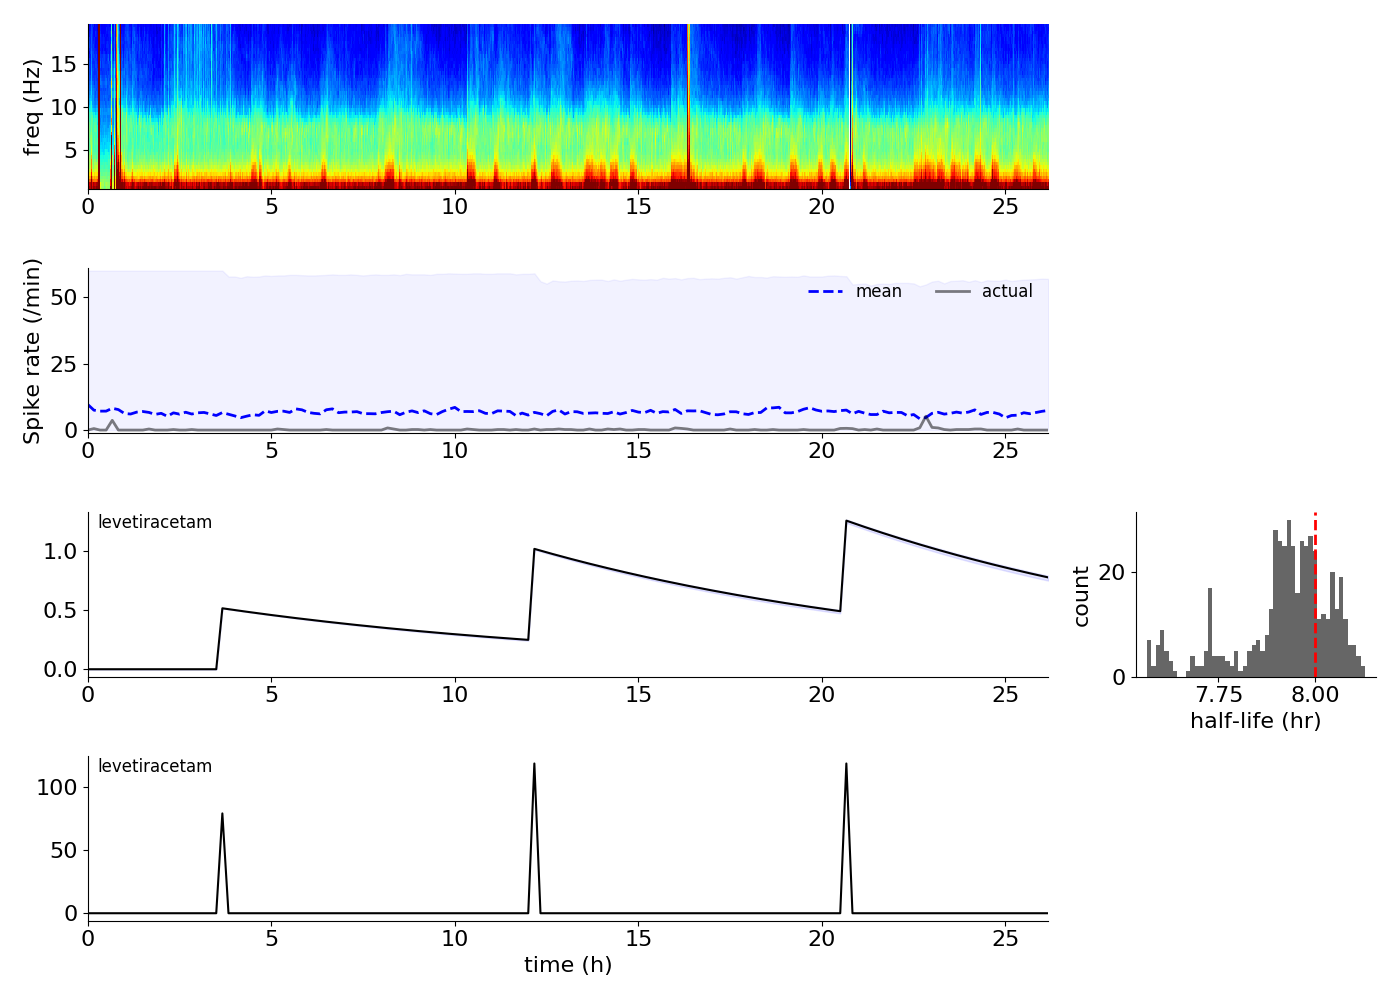 freq (Hz)
15
10
5
0 5 10 15 20 25
Spike rate (/min)
50
25
0
mean actual
0 5 10 15 20 25
levetiracetam
1.0
0.5
0.0
0 5 10 15 20 25
count
20
0
7.75 8.00
half-life (hr)
levetiracetam
100
50
0
0 5 10 15 20 25
time (h)